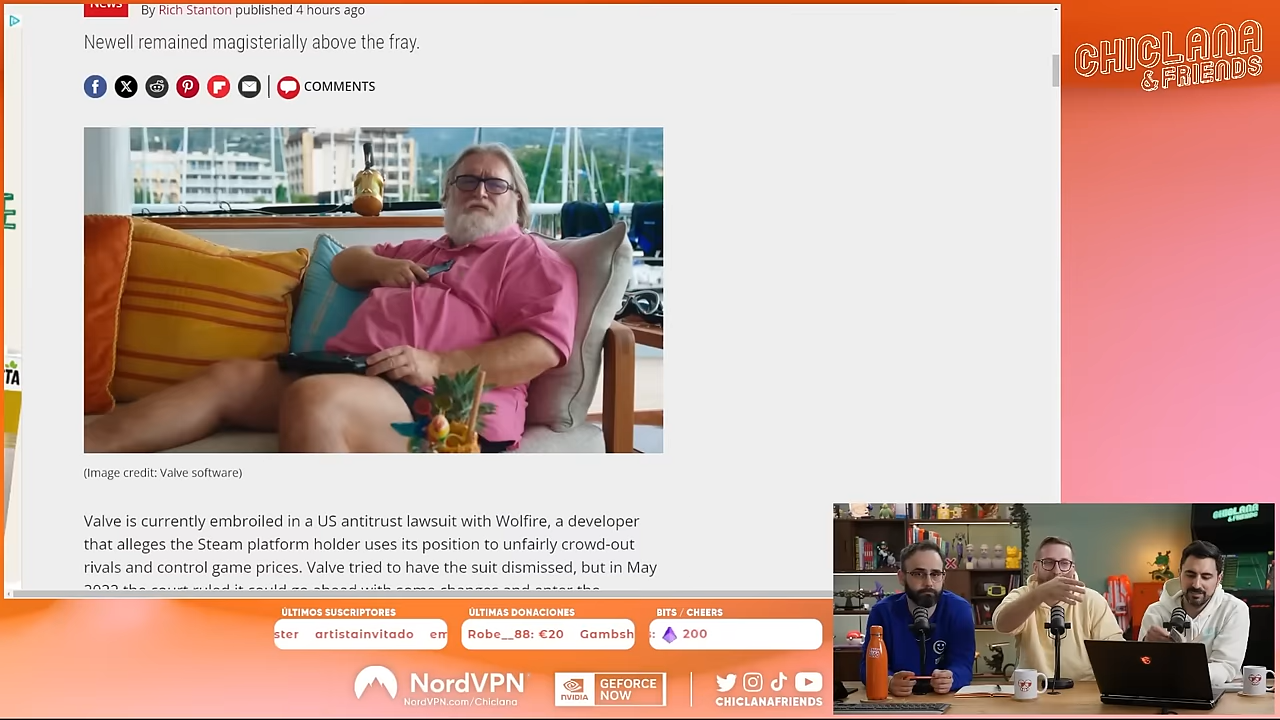 News
By Rich Stanton published 4 hours ago
Newell remained magisterially above the fray.
COMMENTS
(Image credit: Valve software)
Valve is currently embroiled in a US antitrust lawsuit with Wolfire, a developer
that alleges the Steam platform holder uses its position to unfairly crowd-out
rivals and control game prices. Valve tried to have the suit dismissed, but in May
CHICLANA
& FRIENDS
ÚLTIMOS SUSCRIPTORES
ster artistainvitado em
ÚLTIMAS DONACIONES
Robe__88: €20 Gambsh
BITS / CHEERS
: 200
NordVPN
NordVPN.com/Chiclana
NVIDIA
GEFORCE
NOW
CHICLANAFRIENDS